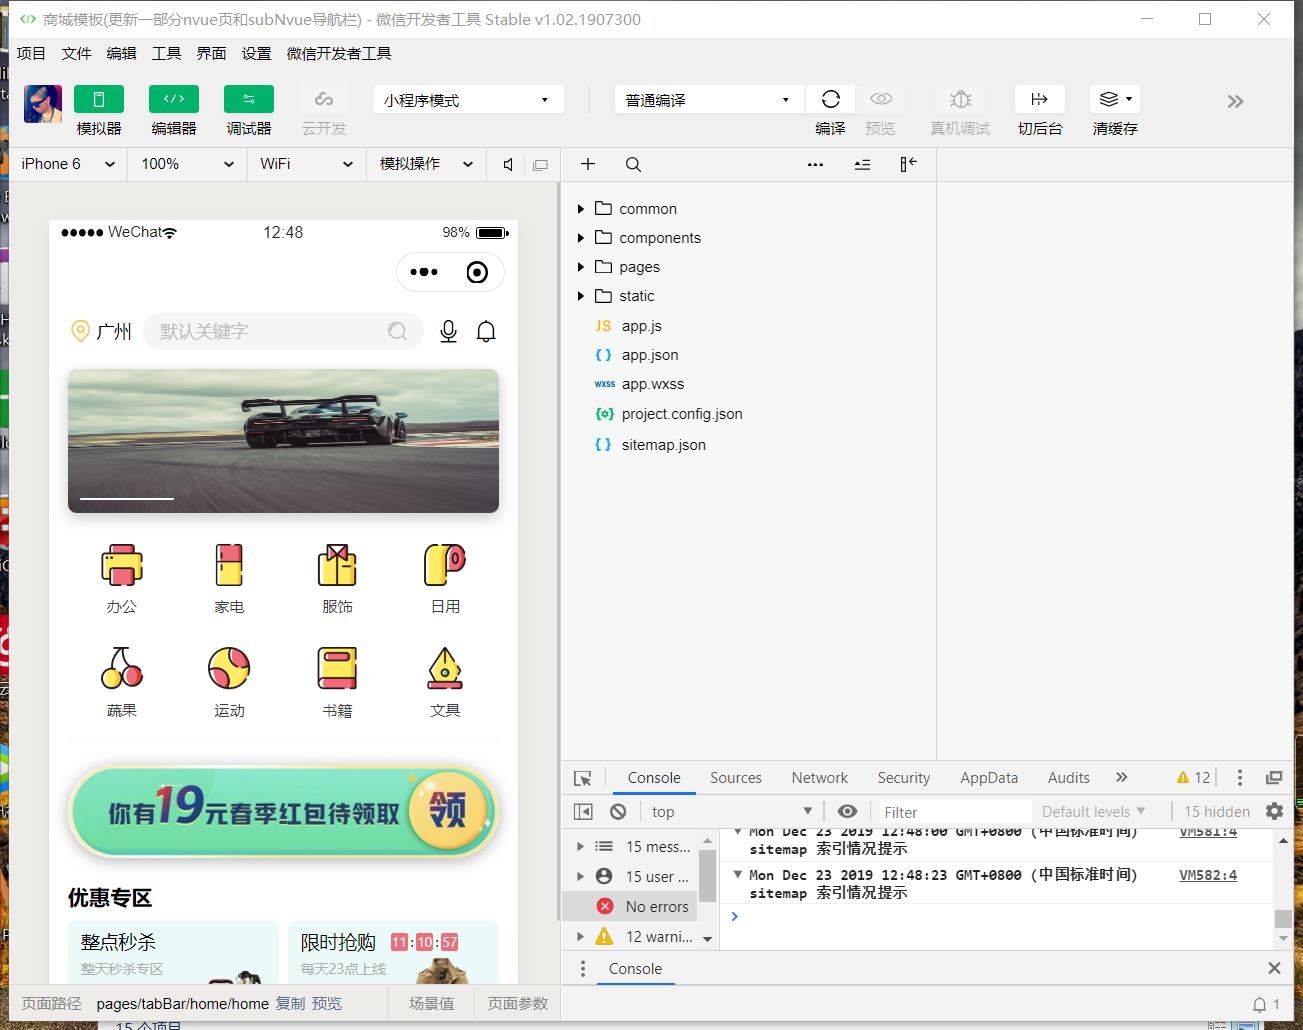 商城模板(更新一部分nvue页和subNvue导航栏) - 微信开发者工具 Stable v1.02.1907300
项目 文件 编辑 工具 界面 设置 微信开发者工具
小程序模式 普通编译
模拟器 编辑器 调试器 云开发 编译 预览 真机调试 切后台 清缓存
iPhone 6 100% WiFi 模拟操作
WeChat 12:48 98%
广州 默认关键字
办公 家电 服饰 日用
蔬果 运动 书籍 文具
你有19元春季红包待领取 领
优惠专区
整点秒杀 限时抢购 11:10:57
整天秒杀专区 每天23点上线
页面路径 pages/tabBar/home/home 复制 预览 场景值 页面参数
common
components
pages
static
JS app.js
{ } app.json
wxss app.wxss
project.config.json
{ } sitemap.json
Console Sources Network Security AppData Audits 12
top Filter Default levels 15 hidden
15 mess...
15 user ...
No errors
12 warni...
Mon Dec 23 2019 12:48:00 GMT+0800 (中国标准时间) VM581:4
sitemap 索引情况提示
Mon Dec 23 2019 12:48:23 GMT+0800 (中国标准时间) VM582:4
sitemap 索引情况提示
Console
1
15 个项目